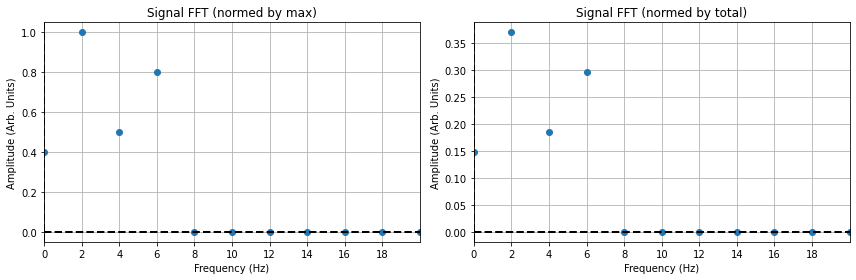 Signal FFT (normed by max)
1.0
0.8
0.6
0.4
0.2
0.0
Amplitude (Arb. Units)
0 2 4 6 8 10 12 14 16 18
Frequency (Hz)
Signal FFT (normed by total)
0.35
0.30
0.25
0.20
0.15
0.10
0.05
0.00
Amplitude (Arb. Units)
0 2 4 6 8 10 12 14 16 18
Frequency (Hz)